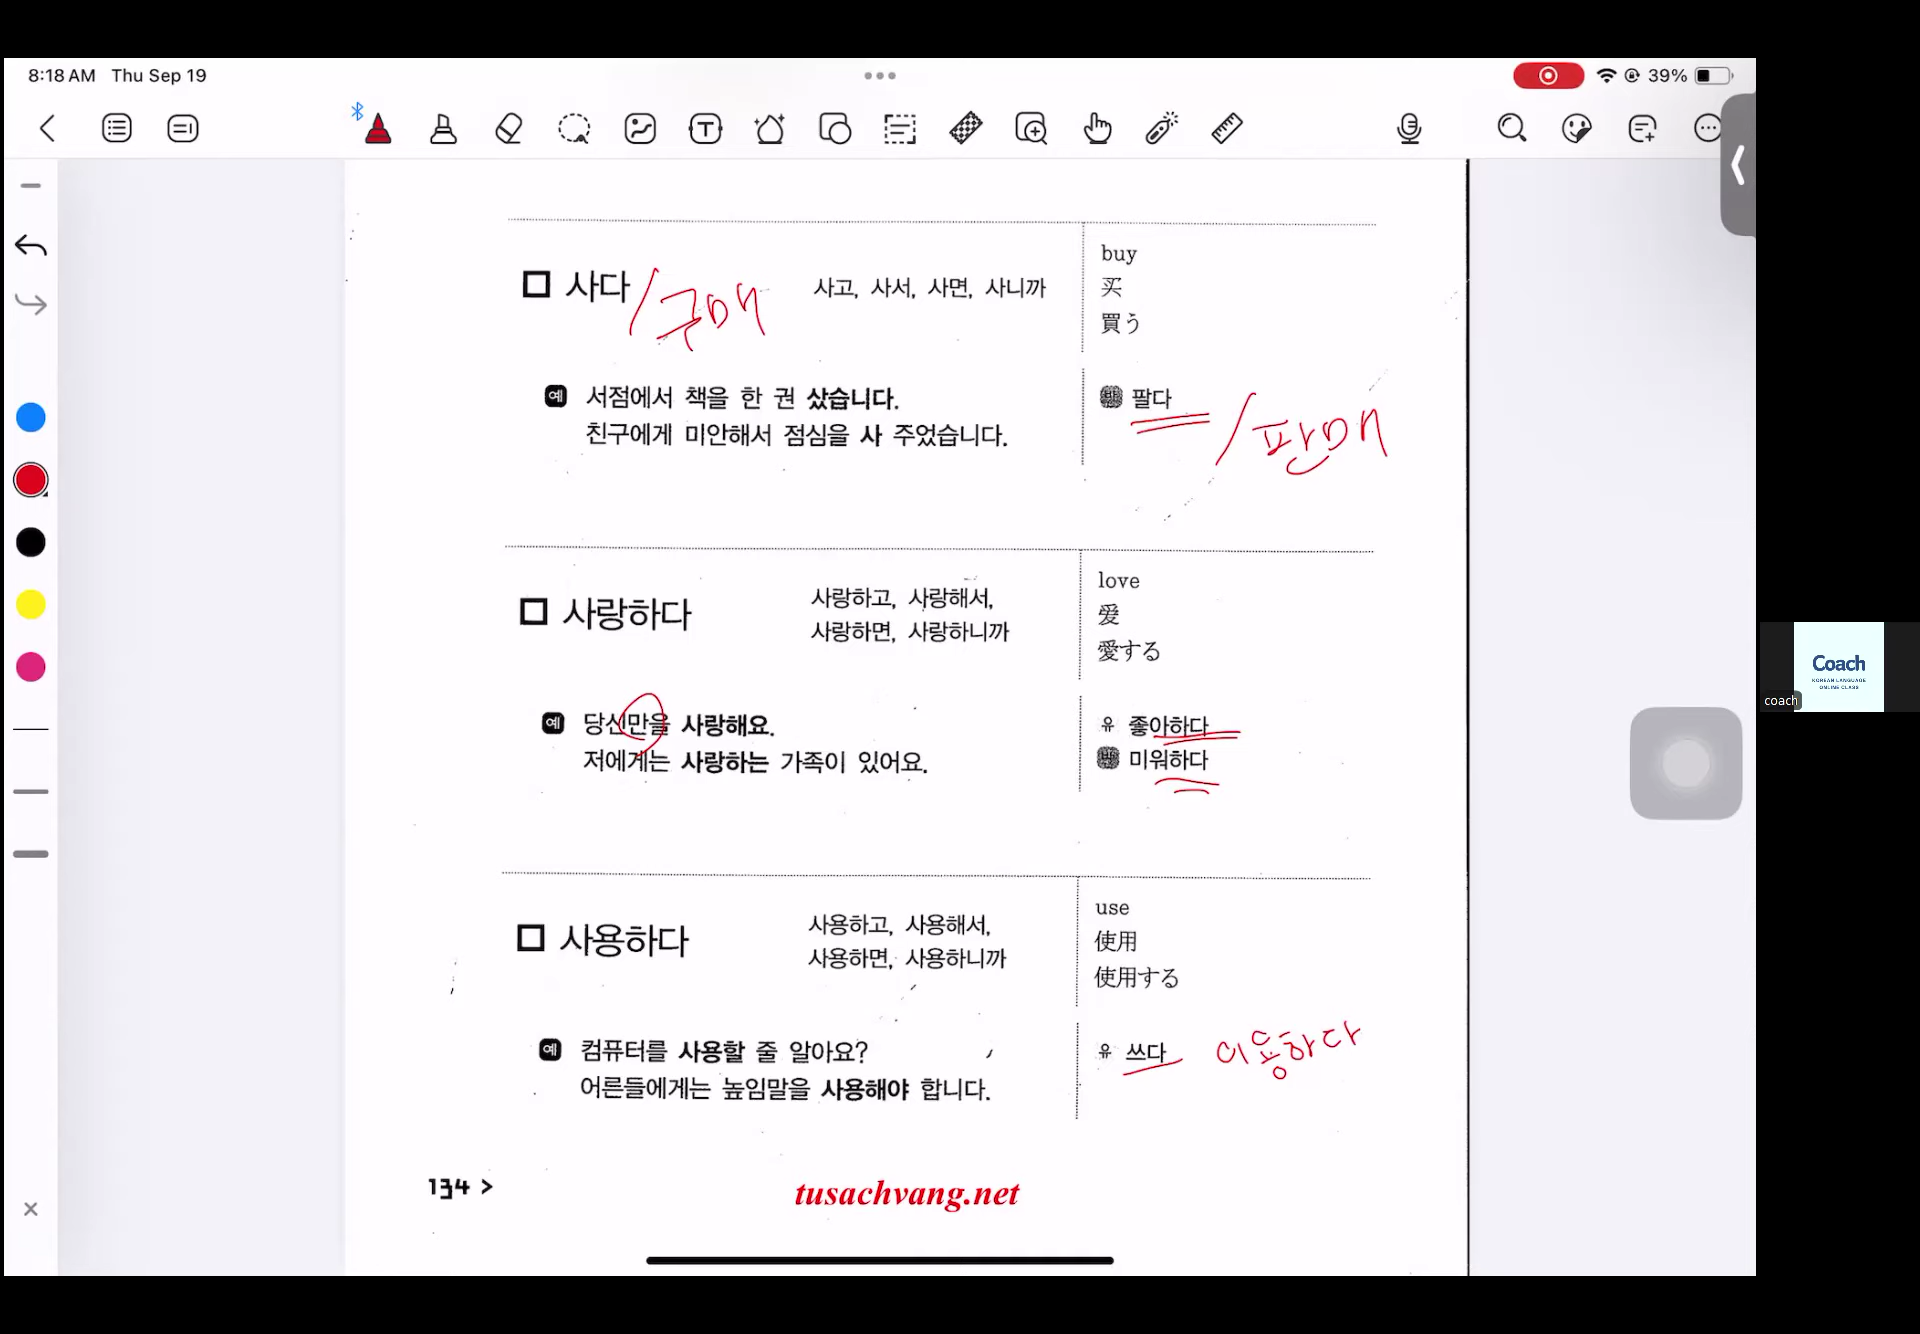 8:18 AM Thu Sep 19
39%
사다 /구매
사고, 사서, 사면, 사니까
buy
买
買う
예 서점에서 책을 한 권 샀습니다.
친구에게 미안해서 점심을 사 주었습니다.
반 팔다 /판매
사랑하다
사랑하고, 사랑해서,
사랑하면, 사랑하니까
love
爱
愛する
예 당신만을 사랑해요.
저에게는 사랑하는 가족이 있어요.
유 좋아하다
반 미워하다
사용하다
사용하고, 사용해서,
사용하면, 사용하니까
use
使用
使用する
예 컴퓨터를 사용할 줄 알아요?
어른들에게는 높임말을 사용해야 합니다.
유 쓰다 이용하다
134 >
tusachvang.net
Coach
KOREAN LANGUAGE
ONLINE CLASS
coach